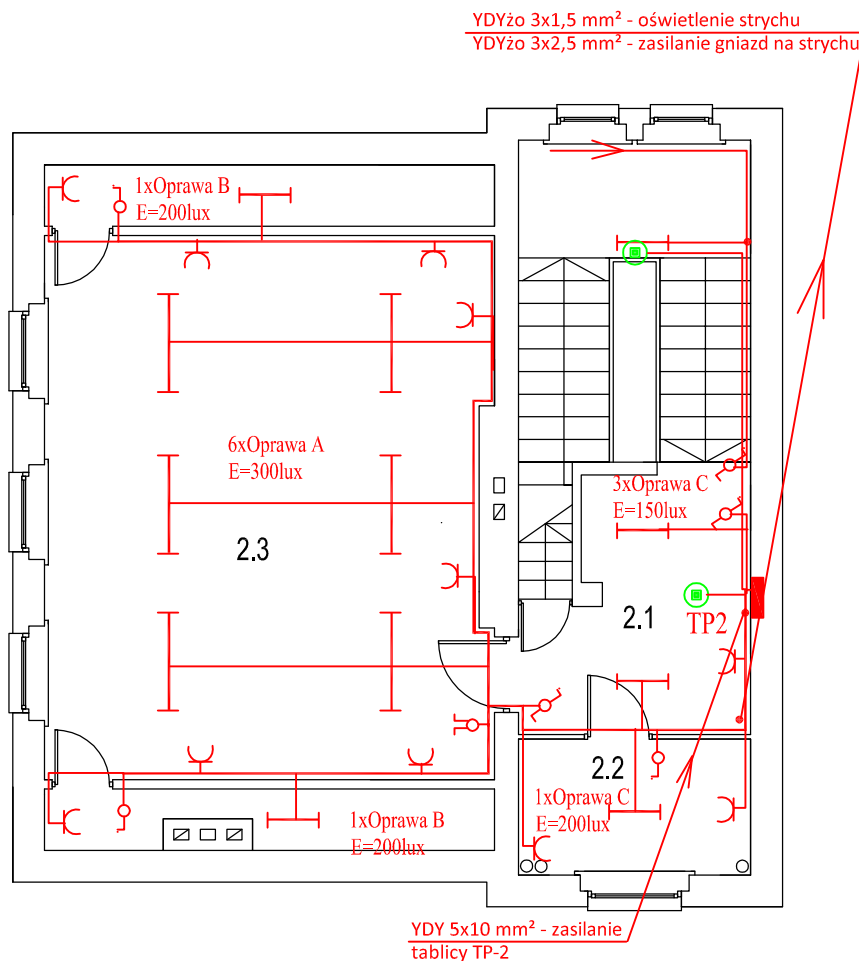 YDYżo 3x1,5 mm² - oświetlenie strychu
YDYżo 3x2,5 mm² - zasilanie gniazd na strychu
1xOprawa B
E=200lux
6xOprawa A
E=300lux
3xOprawa C
E=150lux
2.3
2.1
TP2
2.2
1xOprawa C
E=200lux
1xOprawa B
E=200lux
YDY 5x10 mm² - zasilanie
tablicy TP-2